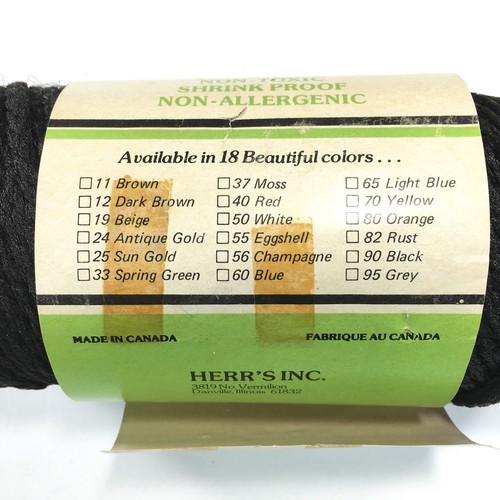 NON-TOXIC
SHRINK PROOF
NON-ALLERGENIC
Available in 18 Beautiful colors . . .
11 Brown
12 Dark Brown
19 Beige
24 Antique Gold
25 Sun Gold
33 Spring Green
37 Moss
40 Red
50 White
55 Eggshell
56 Champagne
60 Blue
65 Light Blue
70 Yellow
80 Orange
82 Rust
90 Black
95 Grey
MADE IN CANADA
FABRIQUE AU CAÑADA
HERR'S INC.
3819 No. Vermilion
Danville, Illinois 61832